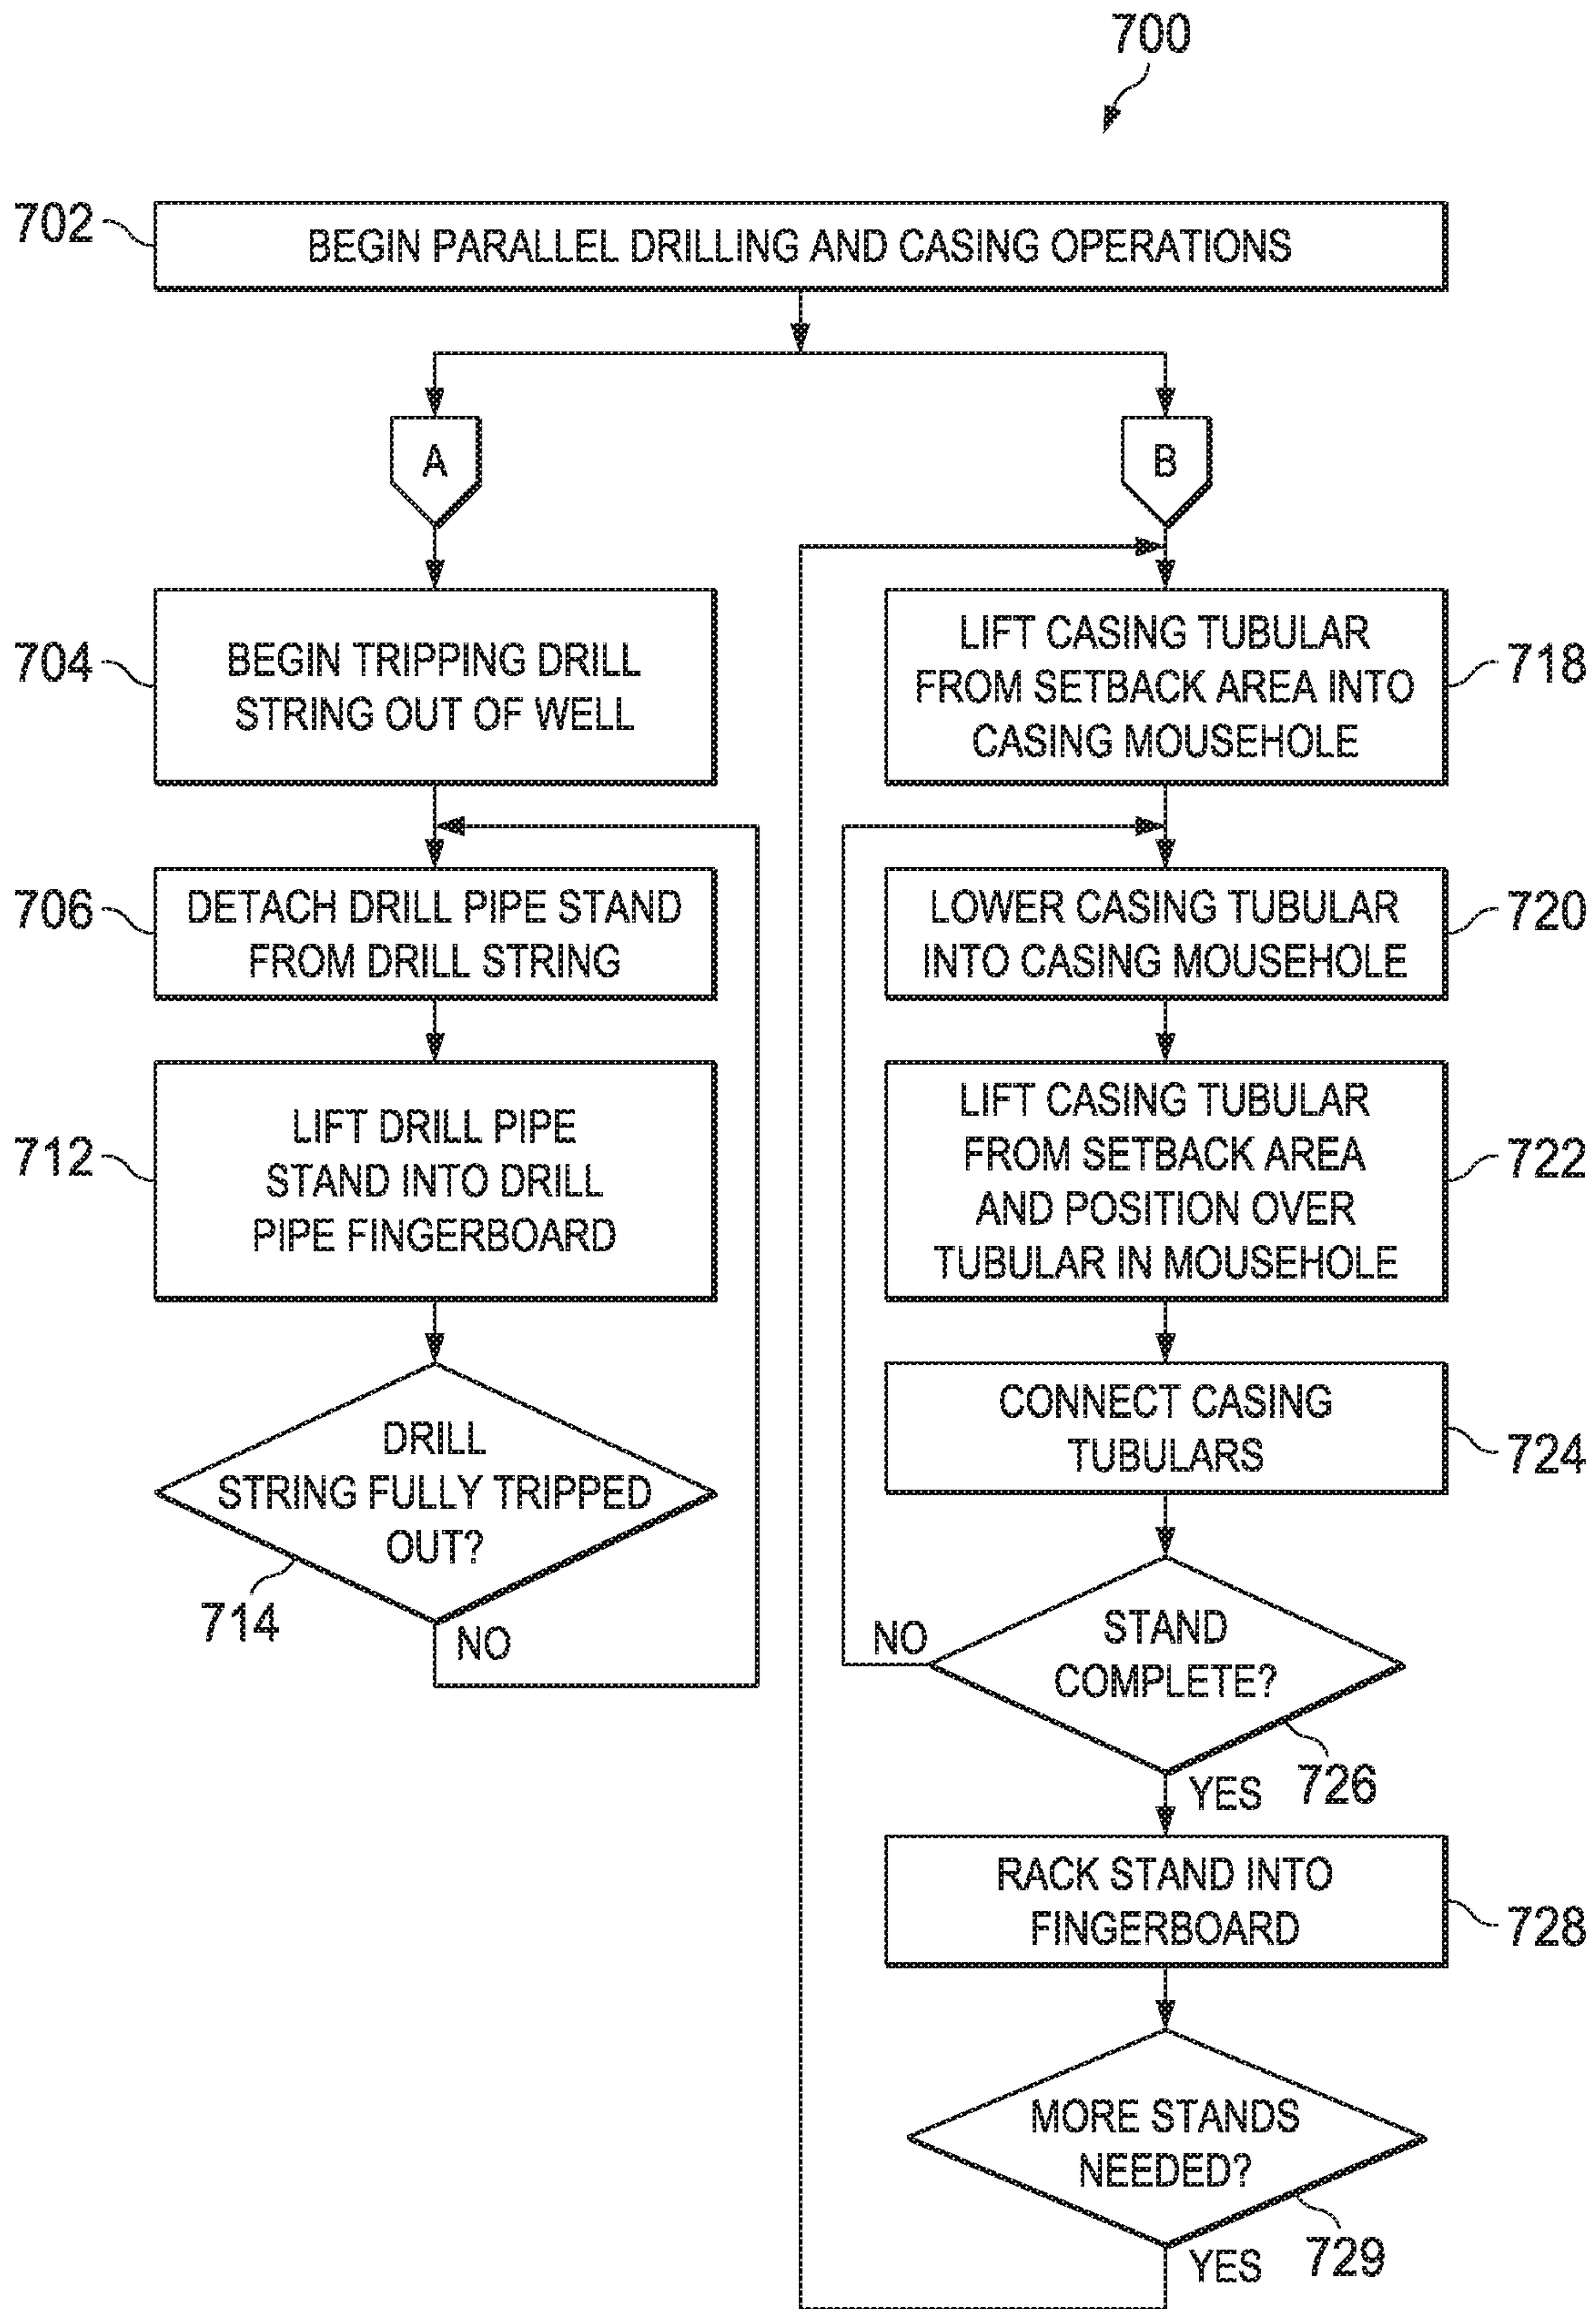 700
702
BEGIN PARALLEL DRILLING AND CASING OPERATIONS
A
B
704
BEGIN TRIPPING DRILL
STRING OUT OF WELL
706
DETACH DRILL PIPE STAND
FROM DRILL STRING
712
LIFT DRILL PIPE
STAND INTO DRILL
PIPE FINGERBOARD
DRILL
STRING FULLY TRIPPED
OUT?
714
NO
LIFT CASING TUBULAR
FROM SETBACK AREA INTO
CASING MOUSEHOLE
718
LOWER CASING TUBULAR
INTO CASING MOUSEHOLE
720
LIFT CASING TUBULAR
FROM SETBACK AREA
AND POSITION OVER
TUBULAR IN MOUSEHOLE
722
CONNECT CASING
TUBULARS
724
NO
STAND
COMPLETE?
726
YES
RACK STAND INTO
FINGERBOARD
728
MORE STANDS
NEEDED?
729
YES